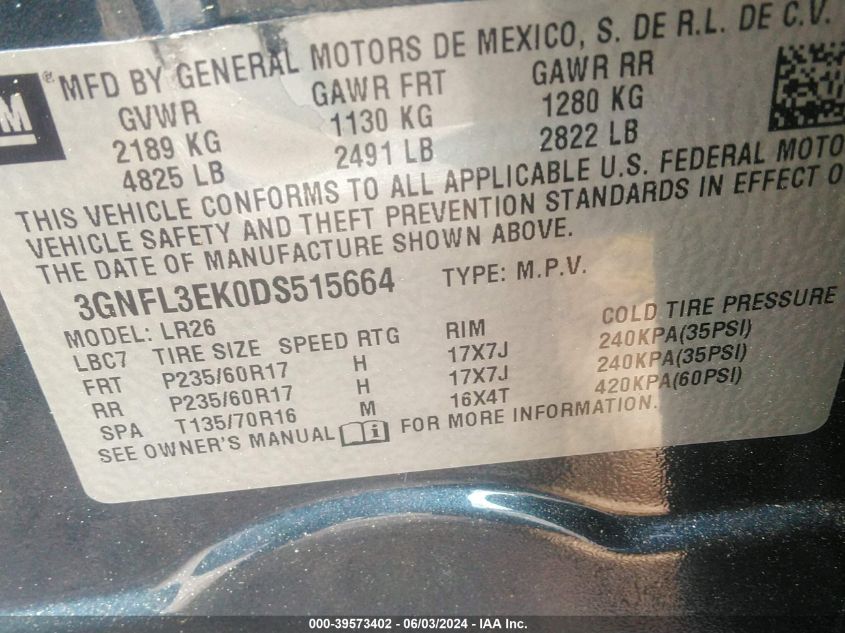 GM
® MFD BY GENERAL MOTORS DE MEXICO, S. DE R.L. DE C.V.
GVWR GAWR FRT GAWR RR
2189 KG 1130 KG 1280 KG
4825 LB 2491 LB 2822 LB
THIS VEHICLE CONFORMS TO ALL APPLICABLE U.S. FEDERAL MOTO
VEHICLE SAFETY AND THEFT PREVENTION STANDARDS IN EFFECT O
THE DATE OF MANUFACTURE SHOWN ABOVE.
3GNFL3EK0DS515664 TYPE: M.P.V.
MODEL: LR26
LBC7 TIRE SIZE SPEED RTG RIM COLD TIRE PRESSURE
FRT P235/60R17 H 17X7J 240KPA(35PSI)
RR P235/60R17 H 17X7J 240KPA(35PSI)
SPA T135/70R16 M 16X4T 420KPA(60PSI)
SEE OWNER'S MANUAL FOR MORE INFORMATION.
000-39573402 - 06/03/2024 - IAA Inc.